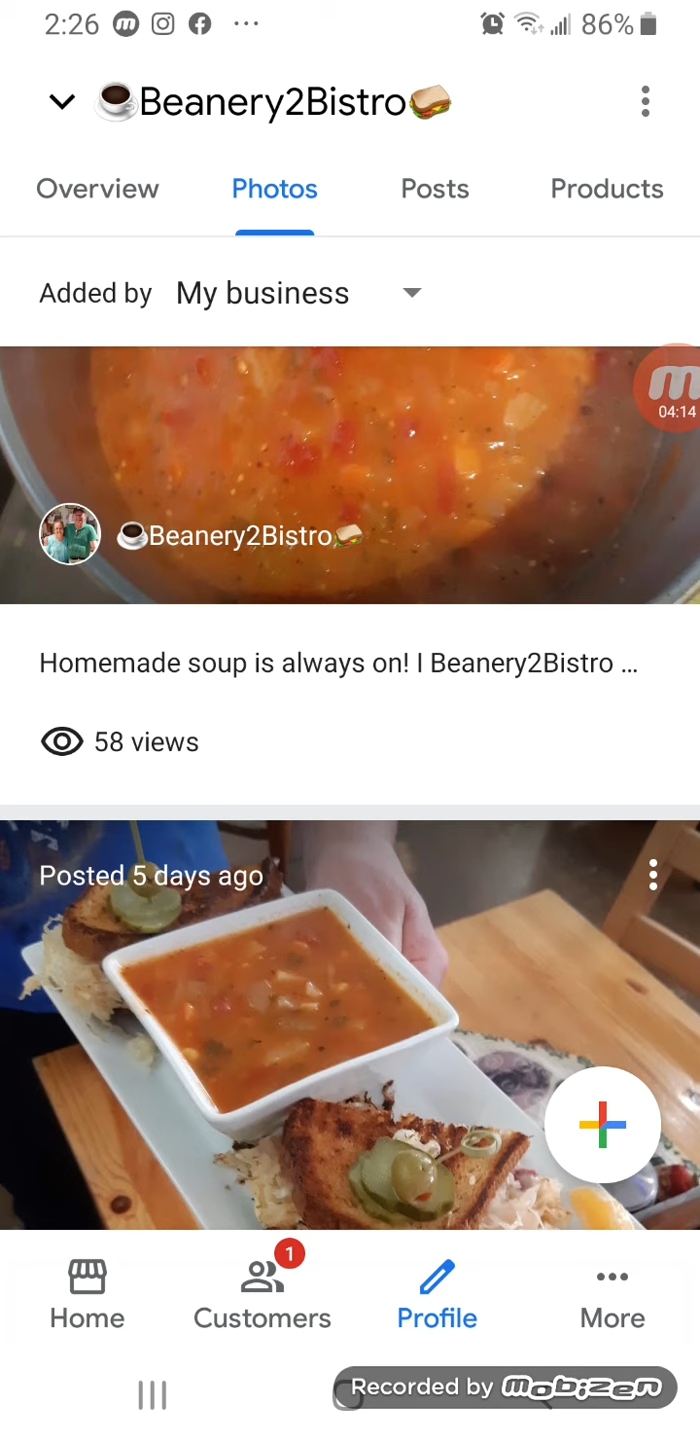 2:26 86%
Beanery2Bistro
Overview Photos Posts Products
Added by My business
04:14
Beanery2Bistro
Homemade soup is always on! I Beanery2Bistro ...
58 views
Posted 5 days ago
1
Home Customers Profile More
Recorded by mobizen